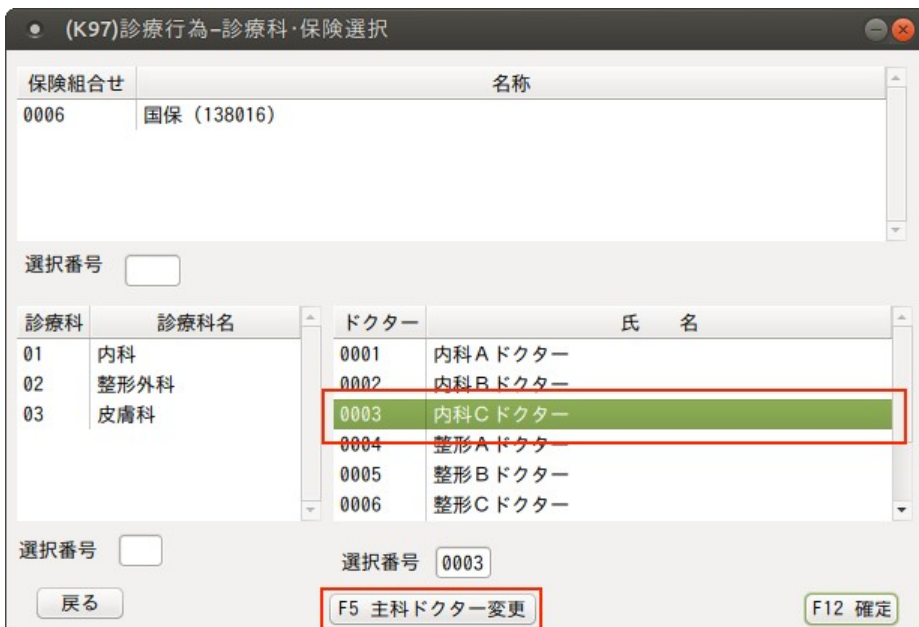 (K97)診療行為–診療科･保険選択
保険組合せ 名称
0006 国保 (138016)
選択番号
診療科 診療科名
01 内科
02 整形外科
03 皮膚科
ドクター 氏 名
0001 内科Aドクター
0002 内科Bドクター
0003 内科Cドクター
0004 整形Aドクター
0005 整形Bドクター
0006 整形Cドクター
選択番号
選択番号 0003
戻る
F5 主科ドクター変更
F12 確定